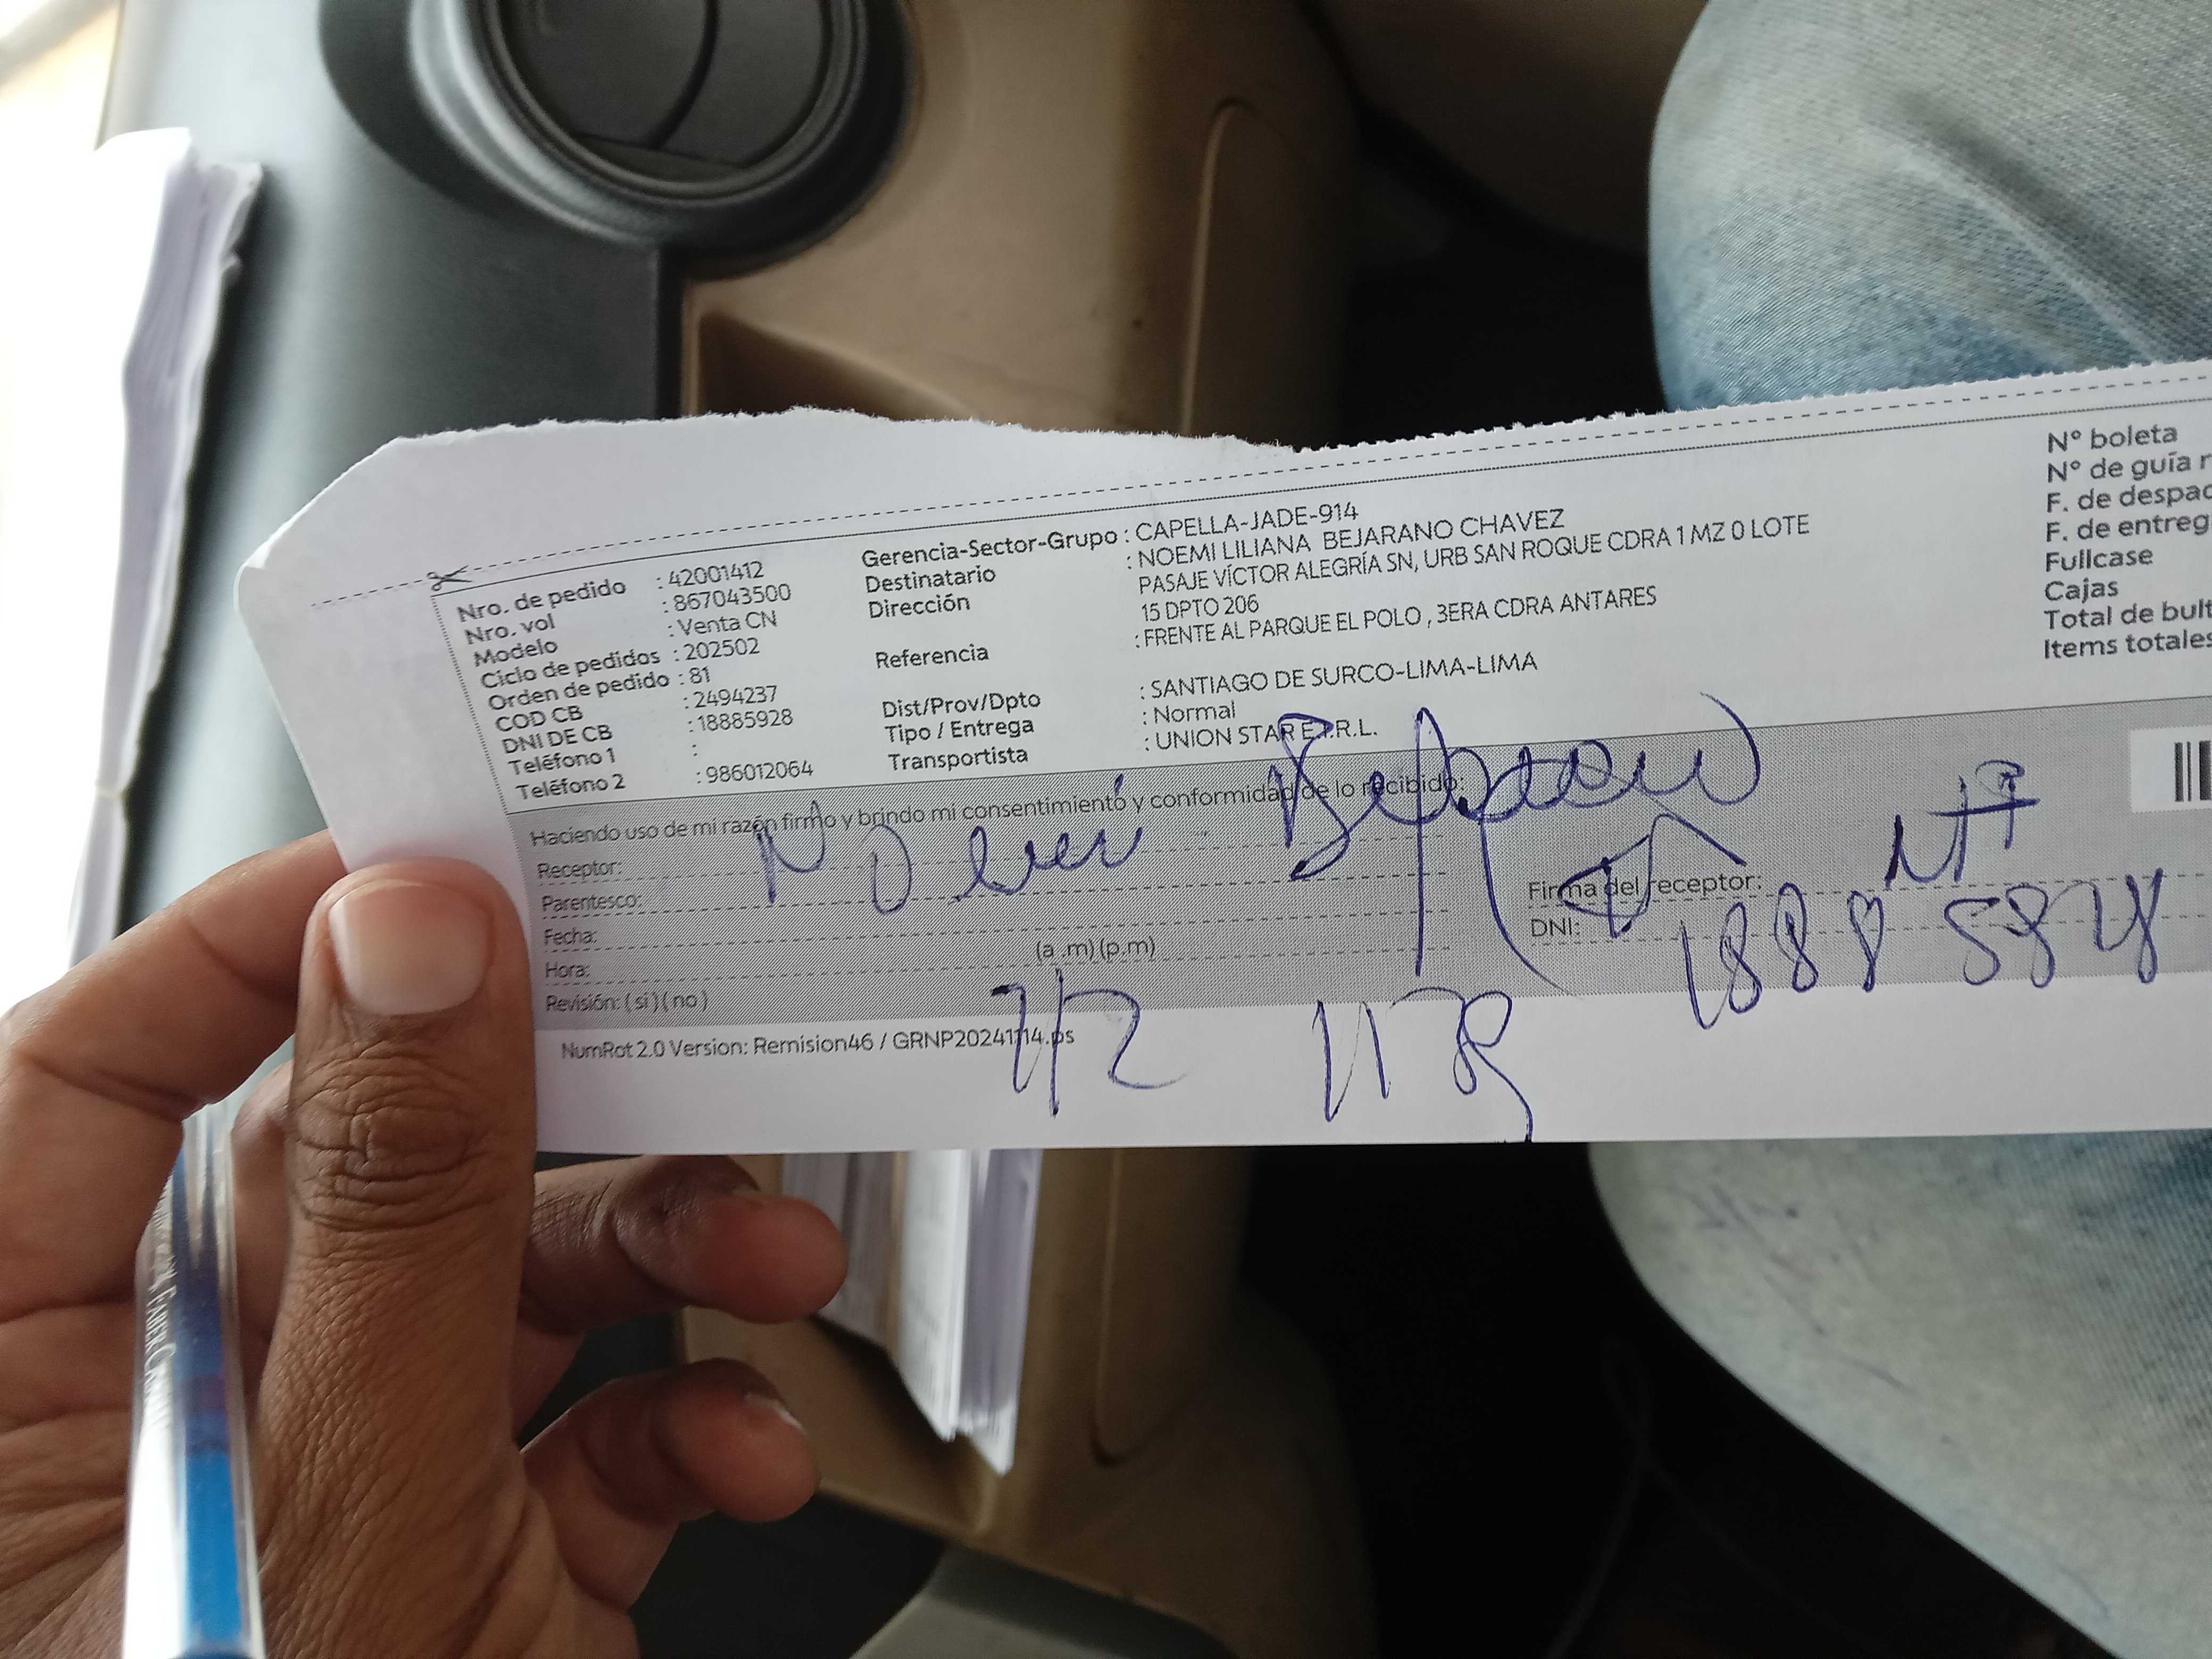 Nro. de pedido : 42001412
Nro. vol : 867043500
Modelo : Venta CN
Ciclo de pedidos : 202502
Orden de pedido : 81
COD CB : 2494237
DNI DE CB : 18885928
Teléfono 1 :
Teléfono 2 : 986012064
Gerencia-Sector-Grupo : CAPELLA-JADE-914
Destinatario : NOEMI LILIANA BEJARANO CHAVEZ
Dirección : PASAJE VÍCTOR ALEGRÍA SN, URB SAN ROQUE CDRA 1 MZ 0 LOTE
15 DPTO 206
Referencia : FRENTE AL PARQUE EL POLO , 3ERA CDRA ANTARES
Dist/Prov/Dpto : SANTIAGO DE SURCO-LIMA-LIMA
Tipo / Entrega : Normal
Transportista : UNION STAR E.I.R.L.
N° boleta
N° de guía r
F. de despac
F. de entreg
Fullcase
Cajas
Total de bult
Items totales
Haciendo uso de mi razón firmo y brindo mi consentimiento y conformidad de lo recibido:
Receptor: Noemi Bejarano
Parentesco:
Fecha:
Hora: (a .m) (p.m)
Revisión: ( si ) ( no )
Firma del receptor:
DNI:
7/2
NumRot 2.0 Version: Remision46 / GRNP20241114.ps